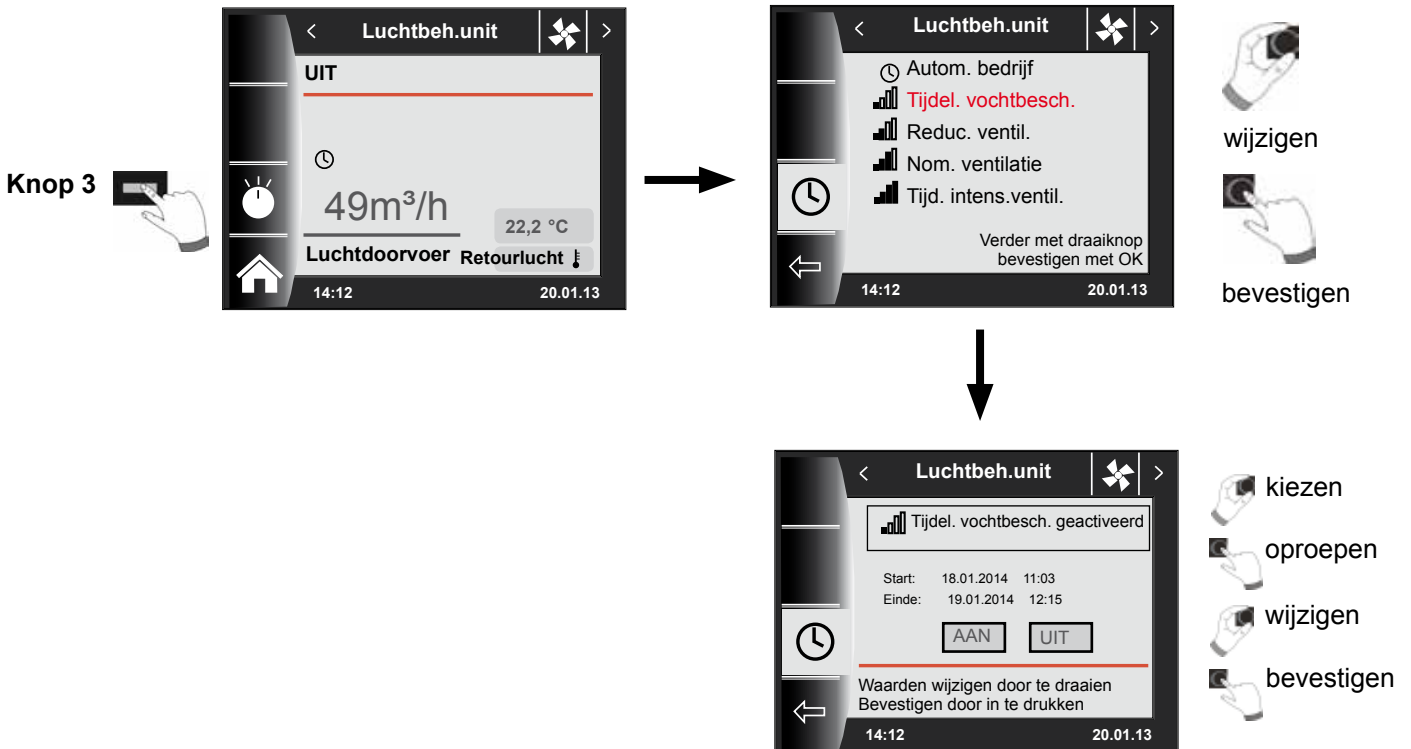 Knop 3
< Luchtbeh.unit >
UIT
49m³/h
22,2 °C
Luchtdoorvoer Retourlucht
14:12 20.01.13
< Luchtbeh.unit >
Autom. bedrijf
Tijdel. vochtbesch.
Reduc. ventil.
Nom. ventilatie
Tijd. intens.ventil.
Verder met draaiknop
bevestigen met OK
14:12 20.01.13
wijzigen
bevestigen
< Luchtbeh.unit >
Tijdel. vochtbesch. geactiveerd
Start: 18.01.2014 11:03
Einde: 19.01.2014 12:15
AAN UIT
Waarden wijzigen door te draaien
Bevestigen door in te drukken
14:12 20.01.13
kiezen
oproepen
wijzigen
bevestigen